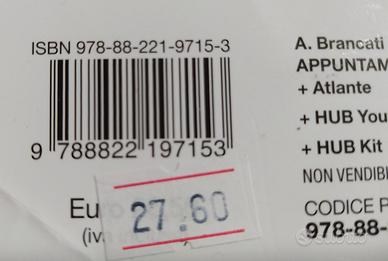 ISBN 978-88-221-9715-3
9 788822 197153
27.60
(iva
A. Brancati
APPUNTAM
+ Atlante
+ HUB You
+ HUB Kit
NON VENDIBI
CODICE P
978-88-